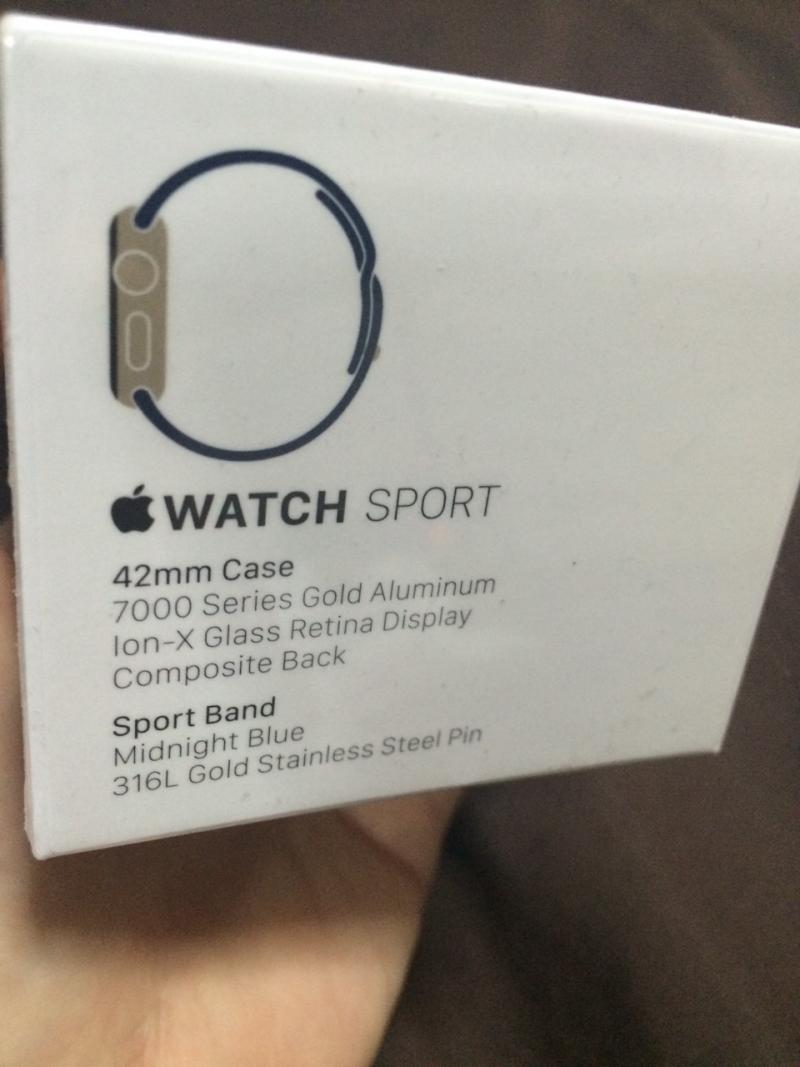 WATCH SPORT
42mm Case
7000 Series Gold Aluminum
Ion-X Glass Retina Display
Composite Back
Sport Band
Midnight Blue
316L Gold Stainless Steel Pin